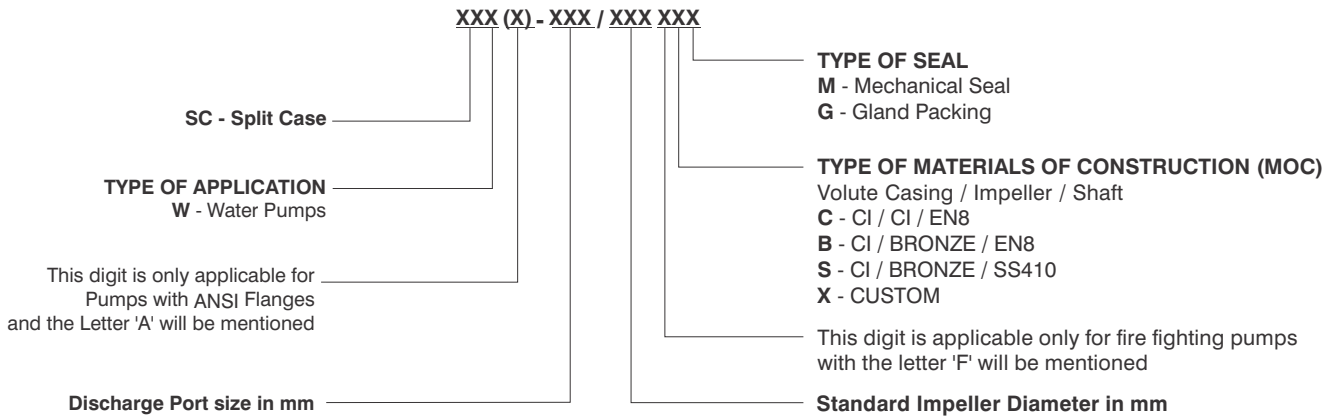 XXX (X) - XXX / XXX XXX
SC - Split Case
TYPE OF APPLICATION
W - Water Pumps
This digit is only applicable for
Pumps with ANSI Flanges
and the Letter 'A' will be mentioned
Discharge Port size in mm
TYPE OF SEAL
M - Mechanical Seal
G - Gland Packing
TYPE OF MATERIALS OF CONSTRUCTION (MOC)
Volute Casing / Impeller / Shaft
C - CI / CI / EN8
B - CI / BRONZE / EN8
S - CI / BRONZE / SS410
X - CUSTOM
This digit is applicable only for fire fighting pumps
with the letter 'F' will be mentioned
Standard Impeller Diameter in mm